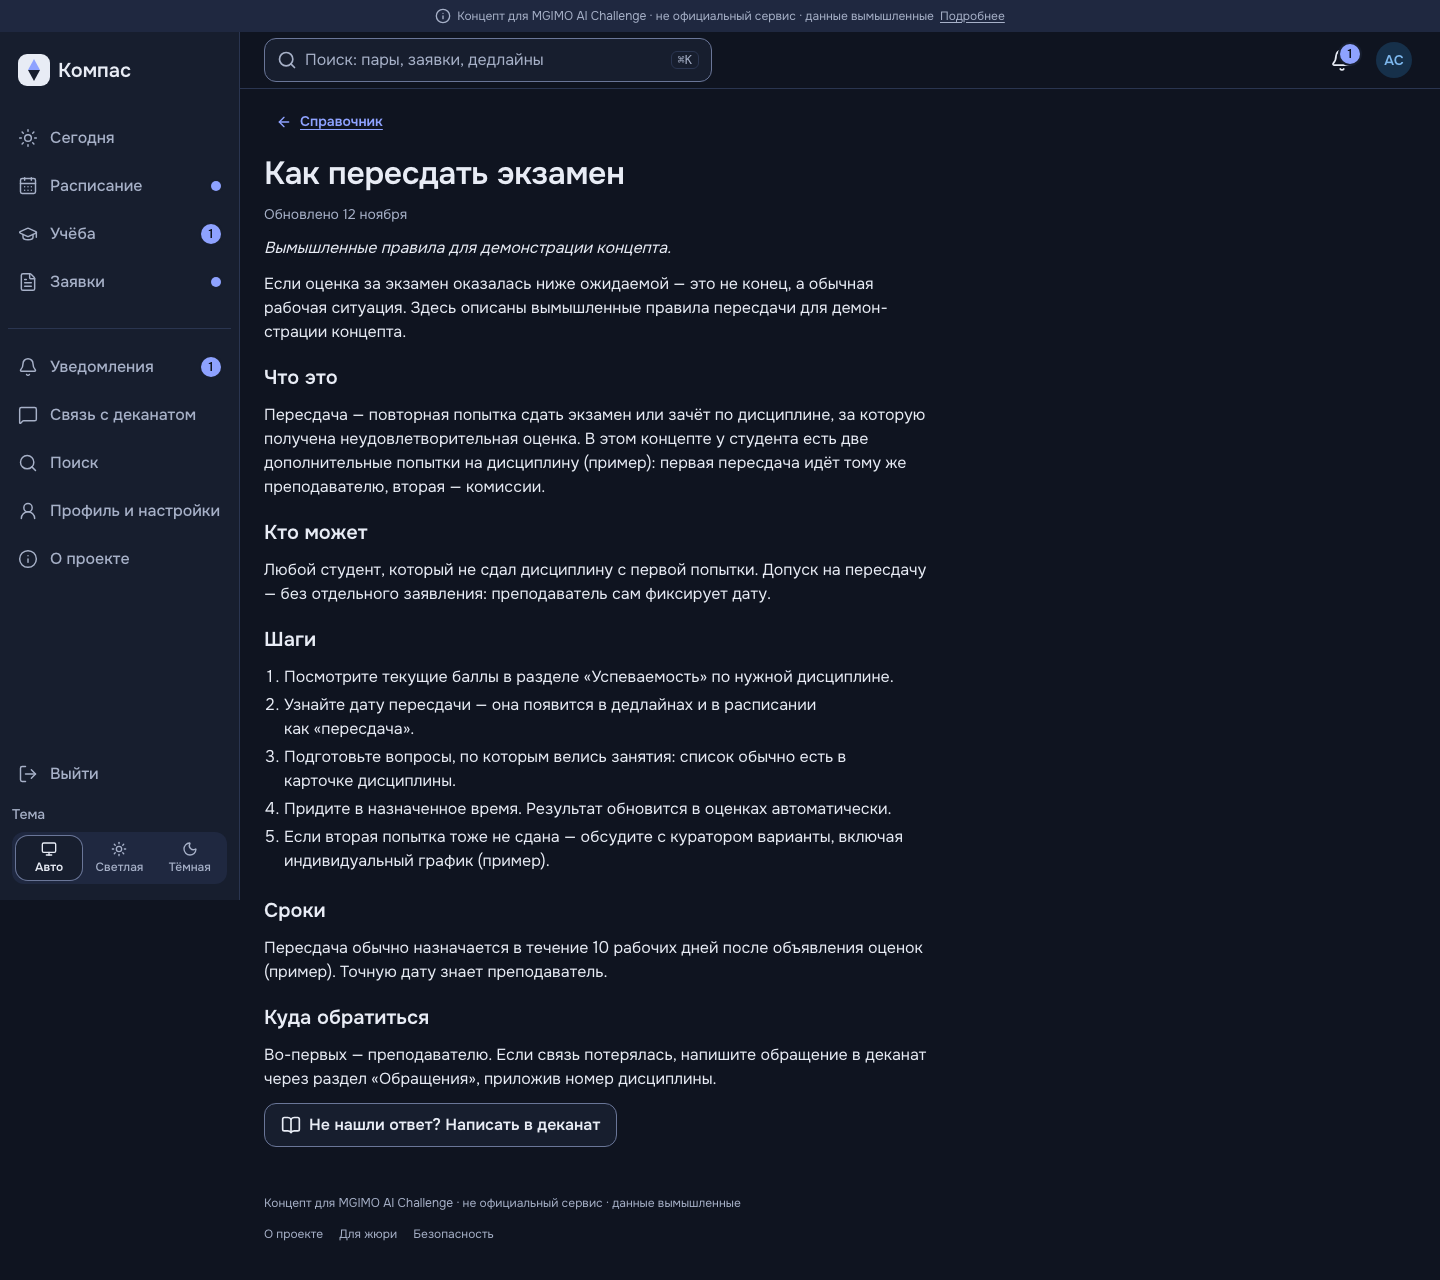 Концепт для MGIMO AI Challenge · не официальный сервис · данные вымышленные Подробнее
Компас
Поиск: пары, заявки, дедлайны
⌘K
1
АС
Сегодня
Расписание
Учёба
1
Заявки
Уведомления
1
Связь с деканатом
Поиск
Профиль и настройки
О проекте
Выйти
Тема
Авто
Светлая
Тёмная
Справочник
Как пересдать экзамен
Обновлено 12 ноября
Вымышленные правила для демонстрации концепта.
Если оценка за экзамен оказалась ниже ожидаемой — это не конец, а обычная
рабочая ситуация. Здесь описаны вымышленные правила пересдачи для демон-
страции концепта.
Что это
Пересдача — повторная попытка сдать экзамен или зачёт по дисциплине, за которую
получена неудовлетворительная оценка. В этом концепте у студента есть две
дополнительные попытки на дисциплину (пример): первая пересдача идёт тому же
преподавателю, вторая — комиссии.
Кто может
Любой студент, который не сдал дисциплину с первой попытки. Допуск на пересдачу
— без отдельного заявления: преподаватель сам фиксирует дату.
Шаги
1. Посмотрите текущие баллы в разделе «Успеваемость» по нужной дисциплине.
2. Узнайте дату пересдачи — она появится в дедлайнах и в расписании
как «пересдача».
3. Подготовьте вопросы, по которым велись занятия: список обычно есть в
карточке дисциплины.
4. Придите в назначенное время. Результат обновится в оценках автоматически.
5. Если вторая попытка тоже не сдана — обсудите с куратором варианты, включая
индивидуальный график (пример).
Сроки
Пересдача обычно назначается в течение 10 рабочих дней после объявления оценок
(пример). Точную дату знает преподаватель.
Куда обратиться
Во-первых — преподавателю. Если связь потерялась, напишите обращение в деканат
через раздел «Обращения», приложив номер дисциплины.
Не нашли ответ? Написать в деканат
Концепт для MGIMO AI Challenge · не официальный сервис · данные вымышленные
О проекте
Для жюри
Безопасность